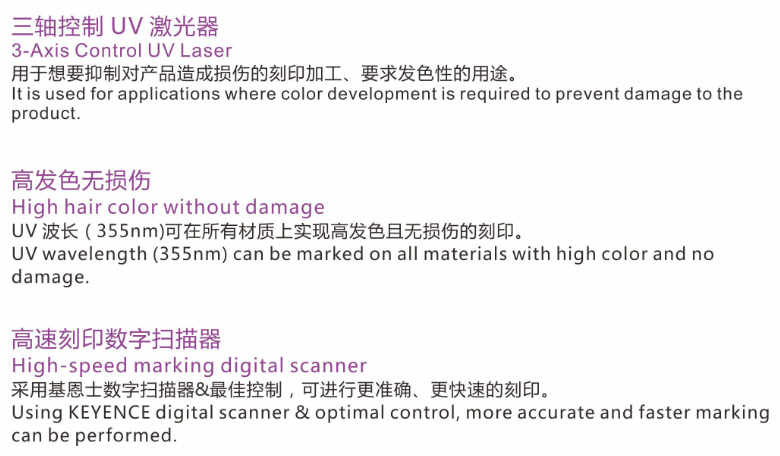 三轴控制 UV 激光器
3-Axis Control UV Laser
用于想要抑制对产品造成损伤的刻印加工、要求发色性的用途。
It is used for applications where color development is required to prevent damage to the
product.
高发色无损伤
High hair color without damage
UV 波长 ( 355nm)可在所有材质上实现高发色且无损伤的刻印。
UV wavelength (355nm) can be marked on all materials with high color and no
damage.
高速刻印数字扫描器
High-speed marking digital scanner
采用基恩士数字扫描器&最佳控制，可进行更准确、更快速的刻印。
Using KEYENCE digital scanner & optimal control, more accurate and faster marking
can be performed.